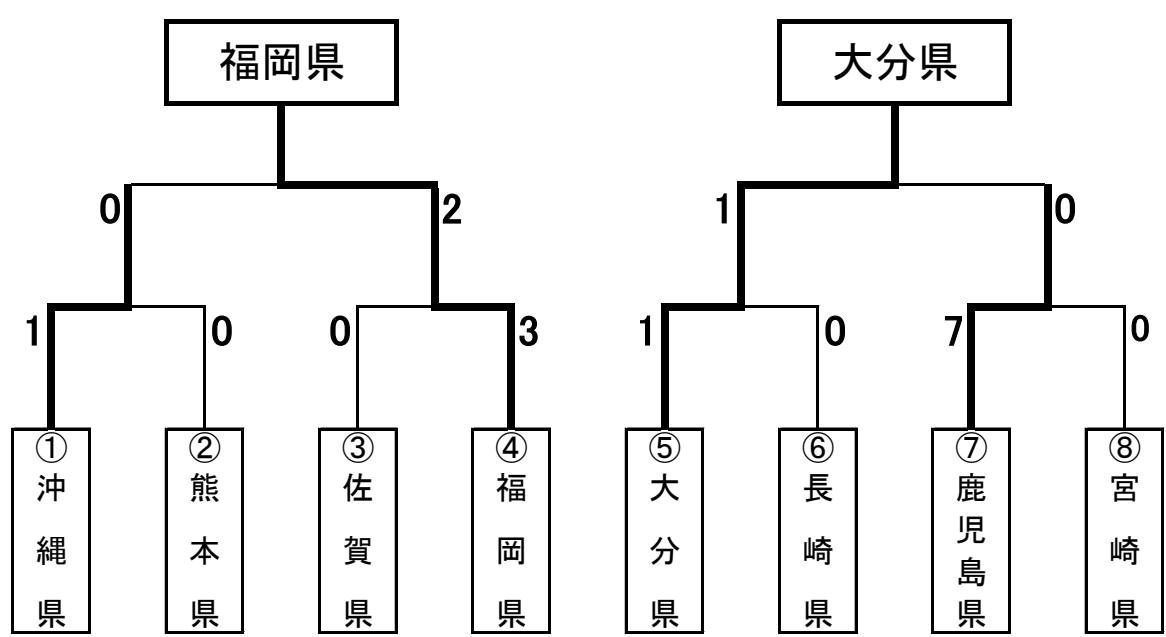 福岡県 大分県
0 2 1 0
1 0 0 3 1 0 7 0
①沖縄県
②熊本県
③佐賀県
④福岡県
⑤大分県
⑥長崎県
⑦鹿児島県
⑧宮崎県